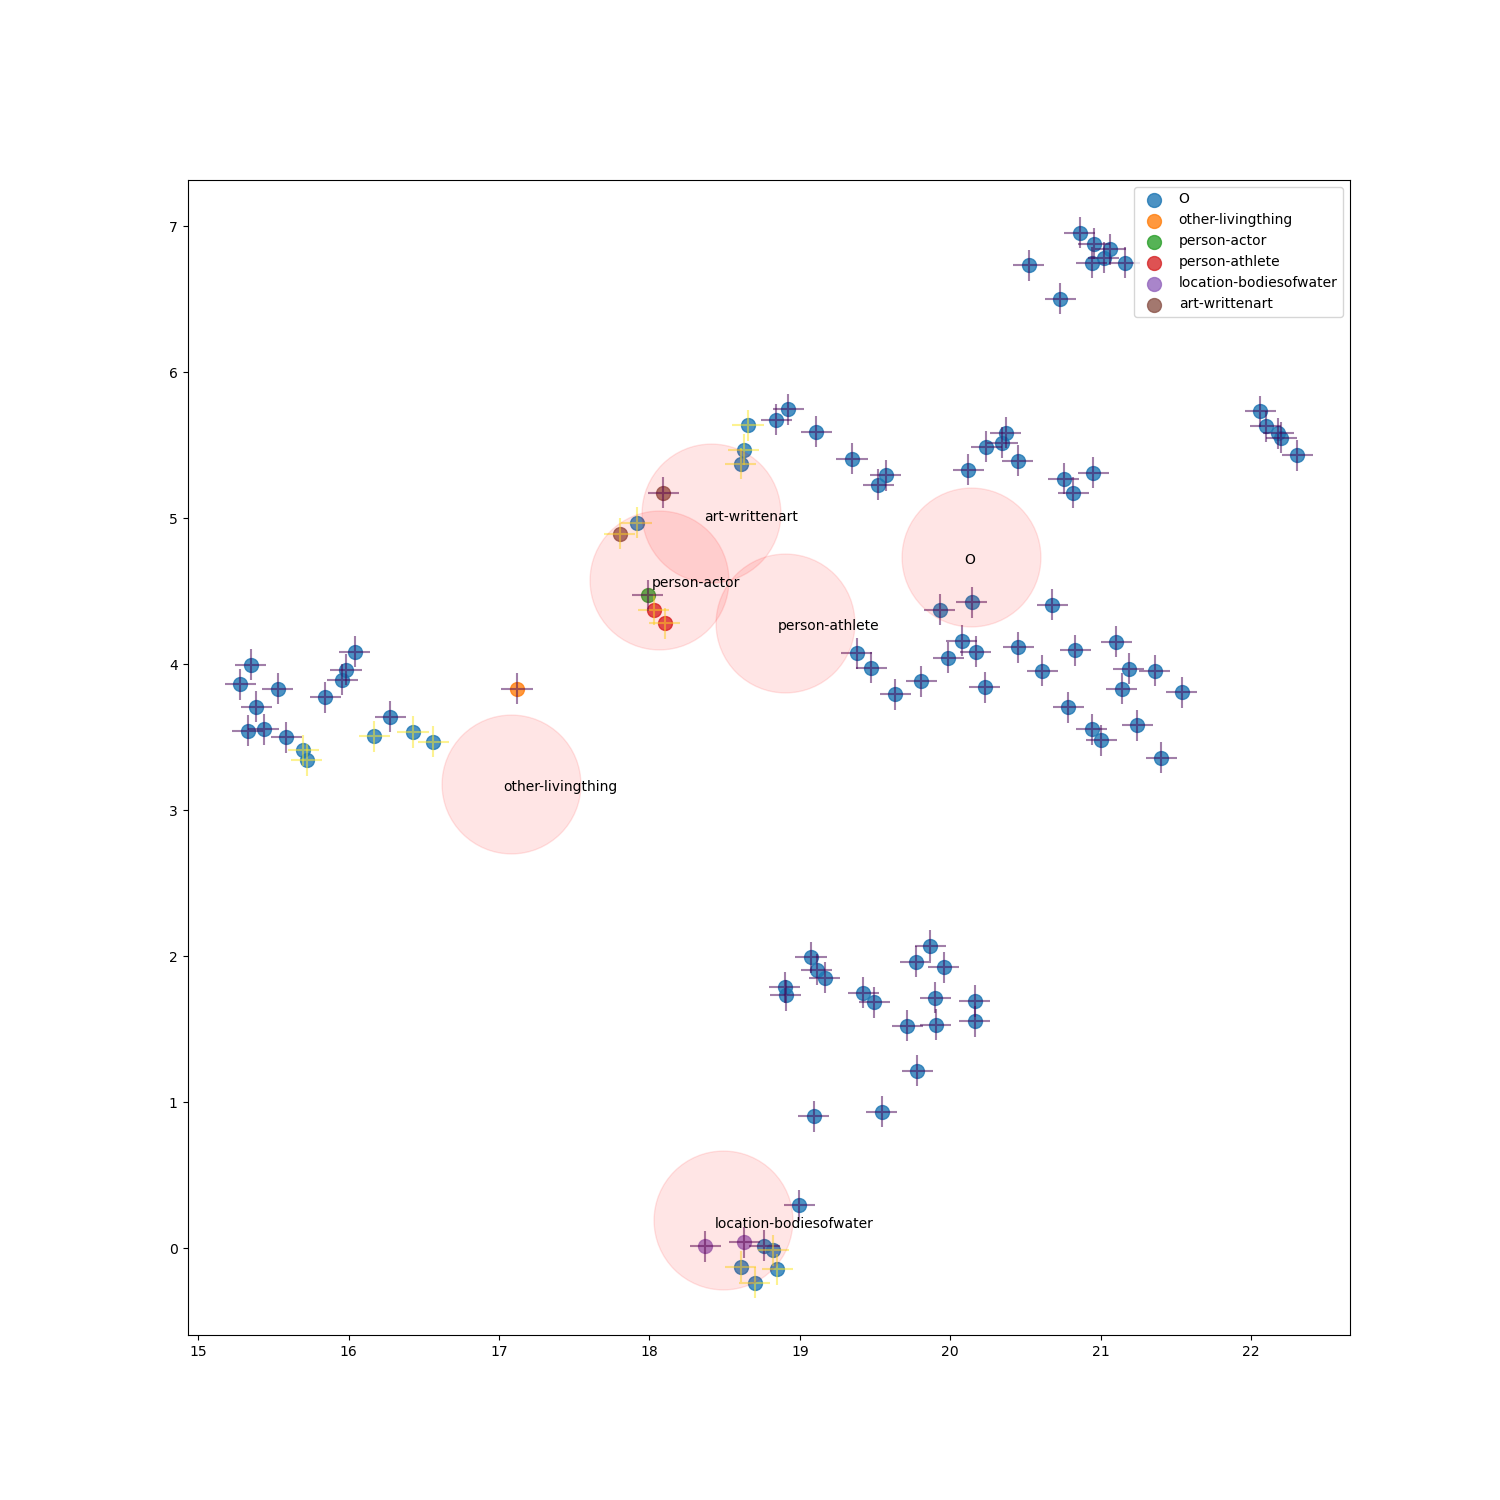 O
other-livingthing
person-actor
person-athlete
location-bodiesofwater
art-writtenart
7
6
5
4
3
2
1
0
art-writtenart
O
person-actor
person-athlete
other-livingthing
location-bodiesofwater
15 16 17 18 19 20 21 22